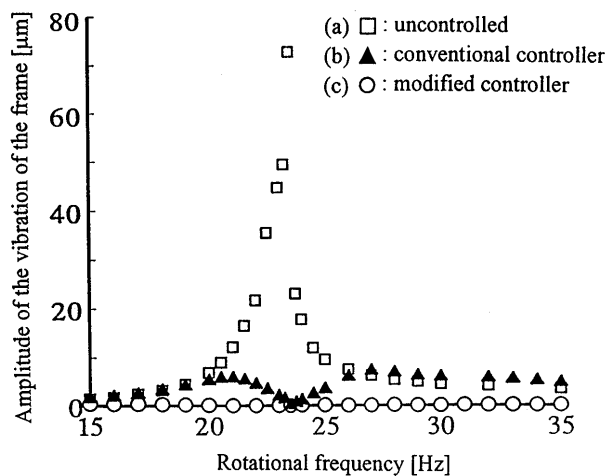 80
60
40
20
0
Amplitude of the vibration of the frame [μm]
(a) □ : uncontrolled
(b) ▲ : conventional controller
(c) ○ : modified controller
15 20 25 30 35
Rotational frequency [Hz]